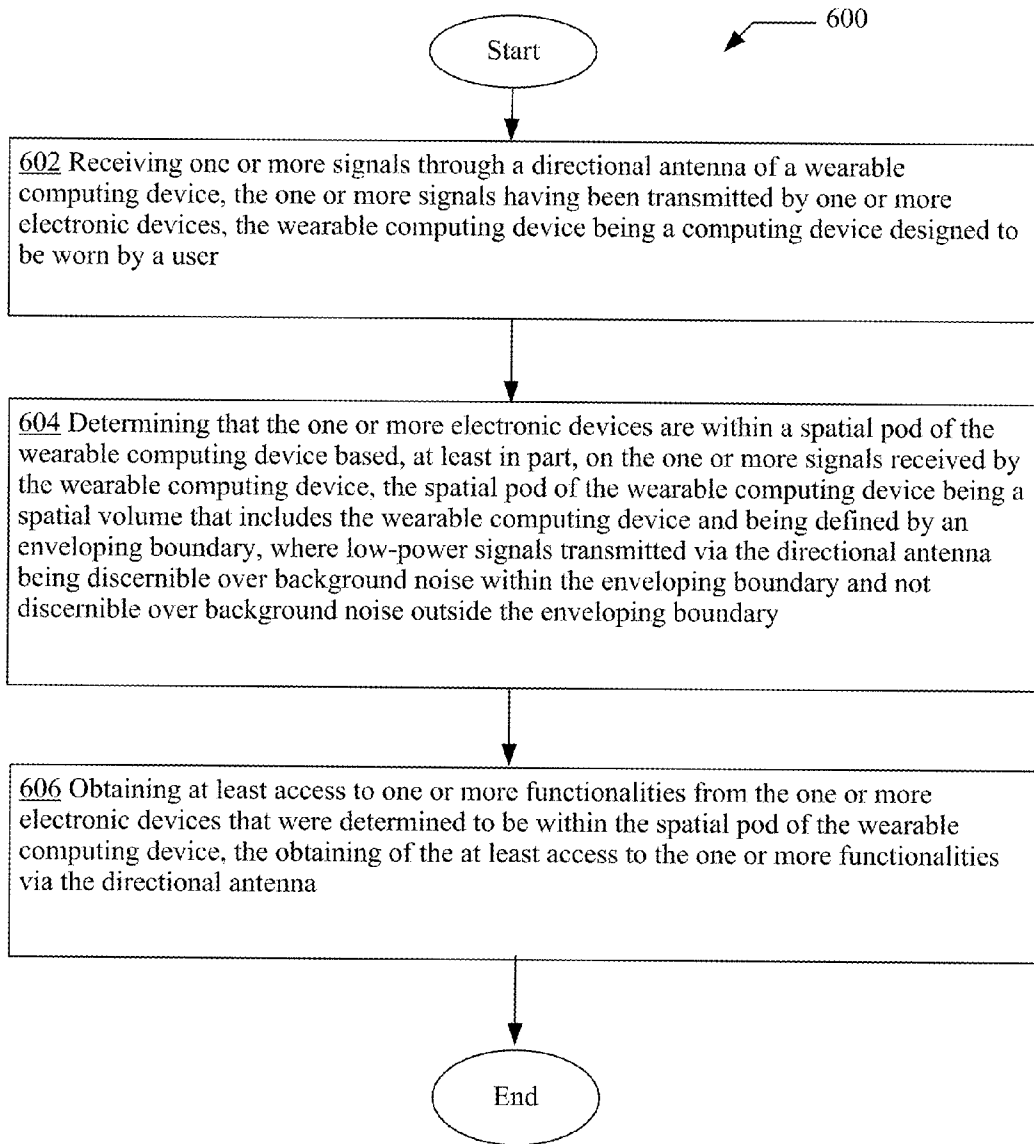 600
Start
602 Receiving one or more signals through a directional antenna of a wearable
computing device, the one or more signals having been transmitted by one or more
electronic devices, the wearable computing device being a computing device designed to
be worn by a user
604 Determining that the one or more electronic devices are within a spatial pod of the
wearable computing device based, at least in part, on the one or more signals received by
the wearable computing device, the spatial pod of the wearable computing device being a
spatial volume that includes the wearable computing device and being defined by an
enveloping boundary, where low-power signals transmitted via the directional antenna
being discernible over background noise within the enveloping boundary and not
discernible over background noise outside the enveloping boundary
606 Obtaining at least access to one or more functionalities from the one or more
electronic devices that were determined to be within the spatial pod of the wearable
computing device, the obtaining of the at least access to the one or more functionalities
via the directional antenna
End